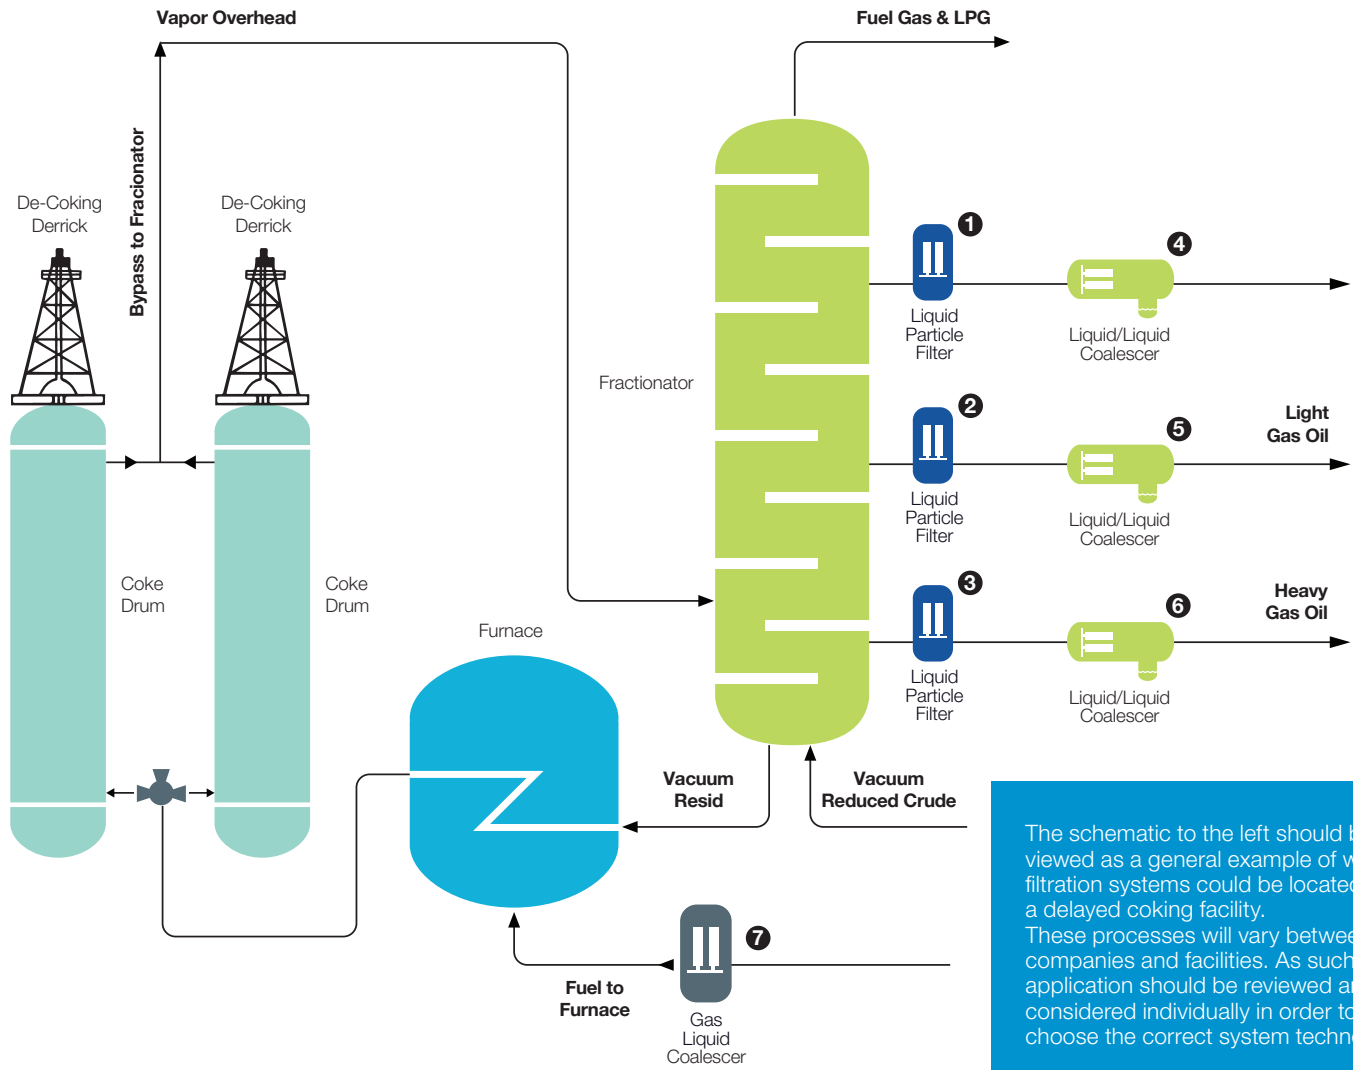 Vapor Overhead
Fuel Gas & LPG
Bypass to Fracionator
De-Coking
Derrick
De-Coking
Derrick
1
4
Liquid
Particle
Filter
Liquid/Liquid
Coalescer
Fractionator
2
5
Light
Gas Oil
Liquid
Particle
Filter
Liquid/Liquid
Coalescer
Coke
Drum
Coke
Drum
3
6
Heavy
Gas Oil
Furnace
Liquid
Particle
Filter
Liquid/Liquid
Coalescer
Vacuum
Resid
Vacuum
Reduced Crude
7
Fuel to
Furnace
Gas
Liquid
Coalescer
The schematic to the left should
viewed as a general example of
filtration systems could be located
a delayed coking facility.
These processes will vary
companies and facilities. As such
application should be reviewed
considered individually in order to
choose the correct system